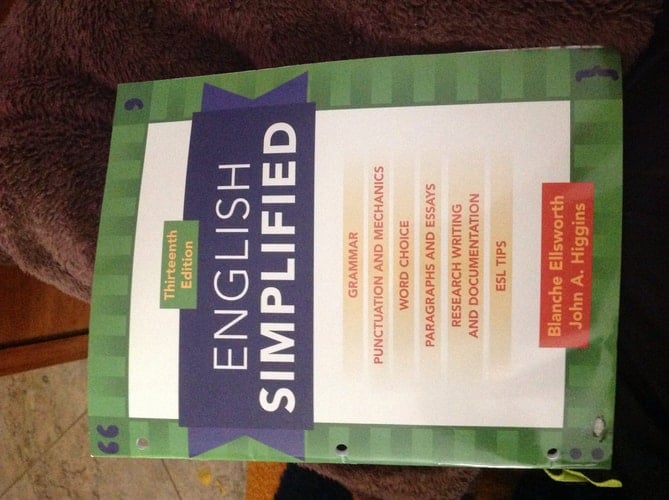 Thirteenth
Edition
ENGLISH
SIMPLIFIED
GRAMMAR
PUNCTUATION AND MECHANICS
WORD CHOICE
PARAGRAPHS AND ESSAYS
RESEARCH WRITING
AND DOCUMENTATION
ESL TIPS
Blanche Ellsworth
John A. Higgins